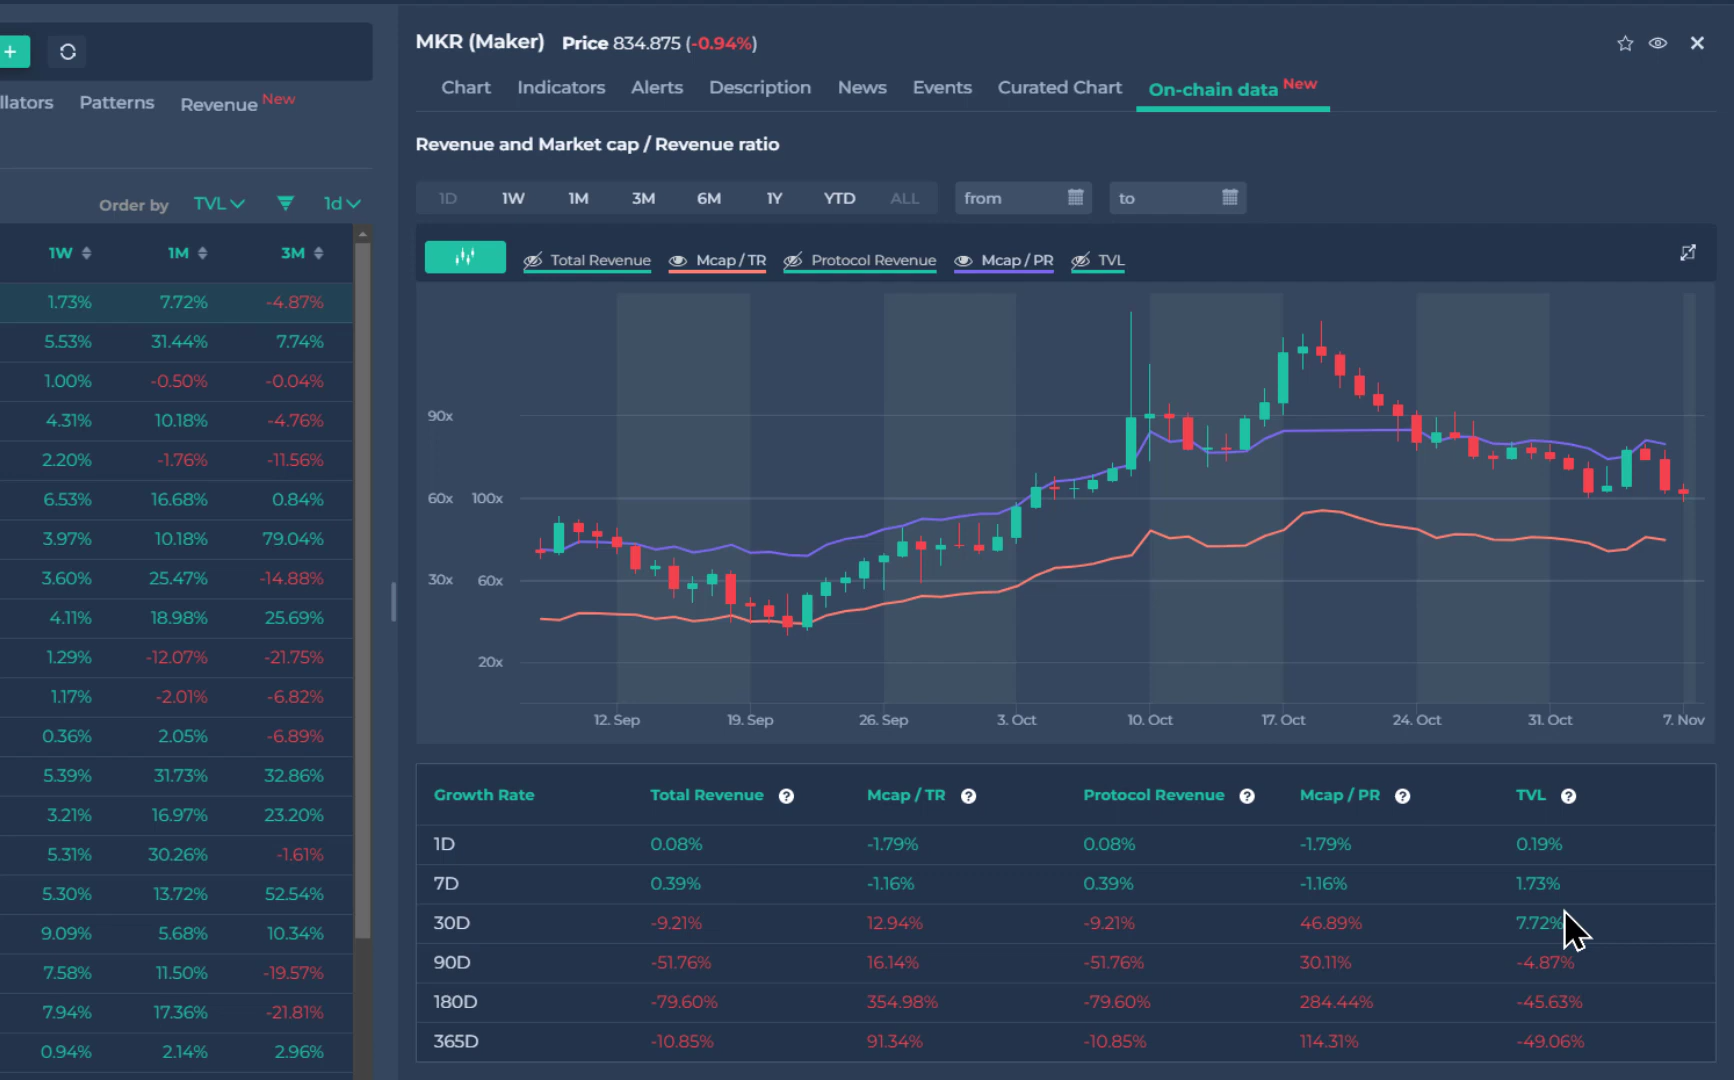 +
MKR (Maker) Price 834.875 (-0.94%)
llators Patterns Revenue New
Chart Indicators Alerts Description News Events Curated Chart On-chain data New
Revenue and Market cap / Revenue ratio
1D 1W 1M 3M 6M 1Y YTD ALL from to
Order by TVL 1d
Total Revenue Mcap / TR Protocol Revenue Mcap / PR TVL
1W 1M 3M
1.73% 7.72% -4.87%
5.53% 31.44% 7.74%
1.00% -0.50% -0.04%
4.31% 10.18% -4.76%
2.20% -1.76% -11.56%
6.53% 16.68% 0.84%
3.97% 10.18% 79.04%
3.60% 25.47% -14.88%
4.11% 18.98% 25.69%
1.29% -12.07% -21.75%
1.17% -2.01% -6.82%
0.36% 2.05% -6.89%
5.39% 31.73% 32.86%
3.21% 16.97% 23.20%
5.31% 30.26% -1.61%
5.30% 13.72% 52.54%
9.09% 5.68% 10.34%
7.58% 11.50% -19.57%
7.94% 17.36% -21.81%
0.94% 2.14% 2.96%
90x
60x 100x
30x 60x
20x
12. Sep 19. Sep 26. Sep 3. Oct 10. Oct 17. Oct 24. Oct 31. Oct 7. Nov
Growth Rate Total Revenue ? Mcap / TR ? Protocol Revenue ? Mcap / PR ? TVL ?
1D 0.08% -1.79% 0.08% -1.79% 0.19%
7D 0.39% -1.16% 0.39% -1.16% 1.73%
30D -9.21% 12.94% -9.21% 46.89% 7.72%
90D -51.76% 16.14% -51.76% 30.11% -4.87%
180D -79.60% 354.98% -79.60% 284.44% -45.63%
365D -10.85% 91.34% -10.85% 114.31% -49.06%